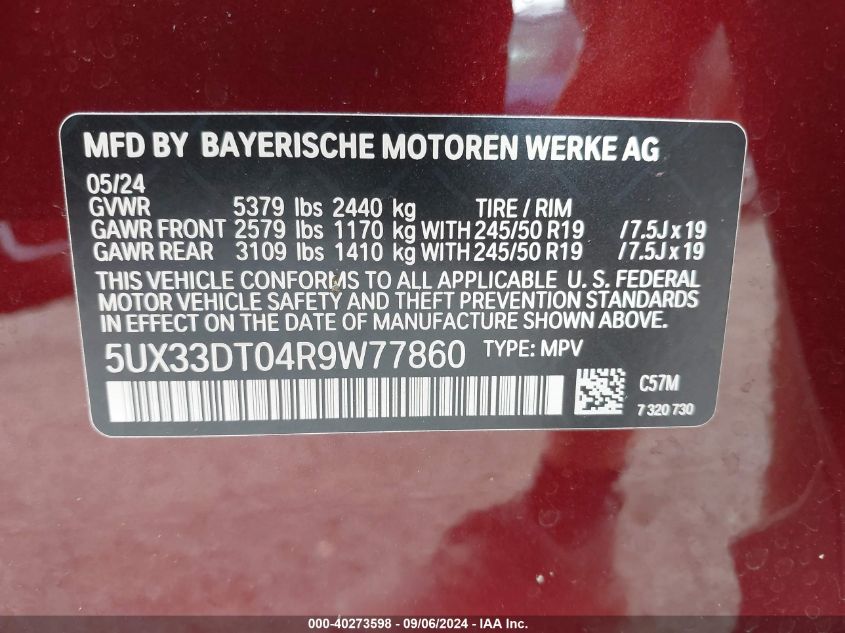 MFD BY BAYERISCHE MOTOREN WERKE AG
05/24
GVWR 5379 lbs 2440 kg TIRE / RIM
GAWR FRONT 2579 lbs 1170 kg WITH 245/50 R19 /7.5J x 19
GAWR REAR 3109 lbs 1410 kg WITH 245/50 R19 /7.5J x 19
THIS VEHICLE CONFORMS TO ALL APPLICABLE U. S. FEDERAL
MOTOR VEHICLE SAFETY AND THEFT PREVENTION STANDARDS
IN EFFECT ON THE DATE OF MANUFACTURE SHOWN ABOVE.
5UX33DT04R9W77860 TYPE: MPV
C57M
7 320 730
000-40273598 - 09/06/2024 - IAA Inc.